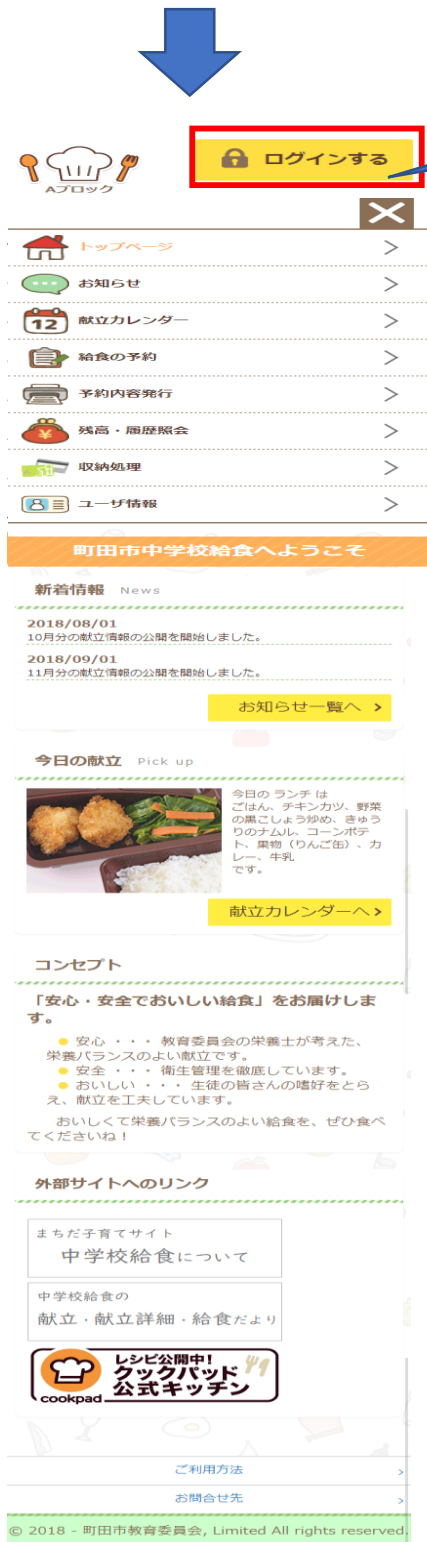 ログインする
Aブロック
トップページ
お知らせ
12
献立カレンダー
給食の予約
予約内容発行
残高・履歴照会
収納処理
ユーザ情報
町田市中学校給食へようこそ
新着情報 News
2018/08/01
10月分の献立情報の公開を開始しました。
2018/09/01
11月分の献立情報の公開を開始しました。
お知らせ一覧へ >
今日の献立 Pick up
今日の ランチ は
ごはん、チキンカツ、野菜
の黒こしょう炒め、きゅう
りのナムル、コーンポテ
ト、果物（りんご缶）、カ
レー、牛乳
です。
献立カレンダーへ >
コンセプト
「安心・安全でおいしい給食」をお届けしま
す。
安心 ・・・ 教育委員会の栄養士が考えた、
栄養バランスのよい献立です。
安全 ・・・ 衛生管理を徹底しています。
おいしい ・・・ 生徒の皆さんの嗜好をとら
え、献立を工夫しています。
おいしくて栄養バランスのよい給食を、ぜひ食べ
てくださいね！
外部サイトへのリンク
まちだ子育てサイト
中学校給食について
中学校給食の
献立・献立詳細・給食だより
レシピ公開中!
クックパッド
公式キッチン
cookpad
ご利用方法
お問合せ先
© 2018 - 町田市教育委員会, Limited All rights reserved.